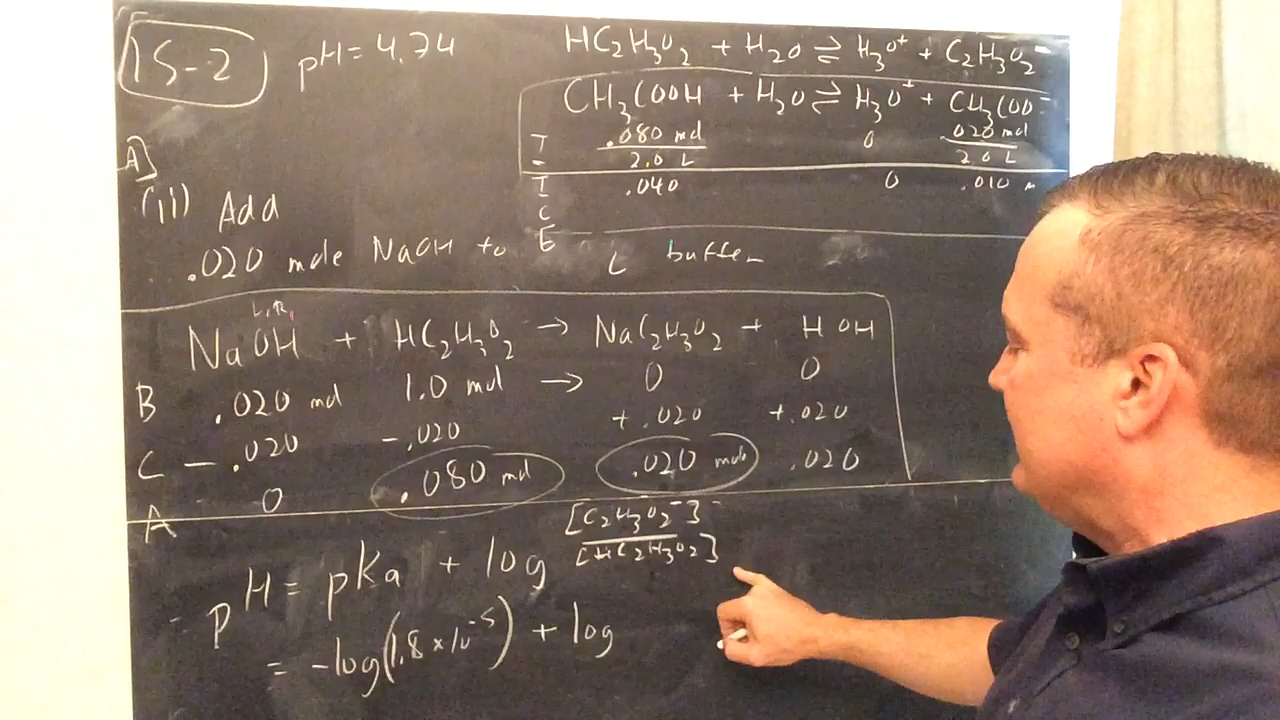 15-2
pH = 4.74
HC₂H₃O₂ + H₂O ⇌ H₃O⁺ + C₂H₃O₂⁻
CH₃COOH + H₂O ⇌ H₃O⁺ + CH₃COO⁻
I .080 mol 0 .020 mol
2.0 L 2.0 L
I .040 0 .010 m
C
E
A)
(ii) Add
.020 mole NaOH to L buffer
L.R.
NaOH + HC₂H₃O₂ → NaC₂H₃O₂ + HOH
B .020 mol 1.0 mol → 0 0
C -.020 -.020 +.020 +.020
A 0 .080 mol .020 mol .020
pH = pKa + log [C₂H₃O₂⁻] / [HC₂H₃O₂]
= -log(1.8 × 10⁻⁵) + log